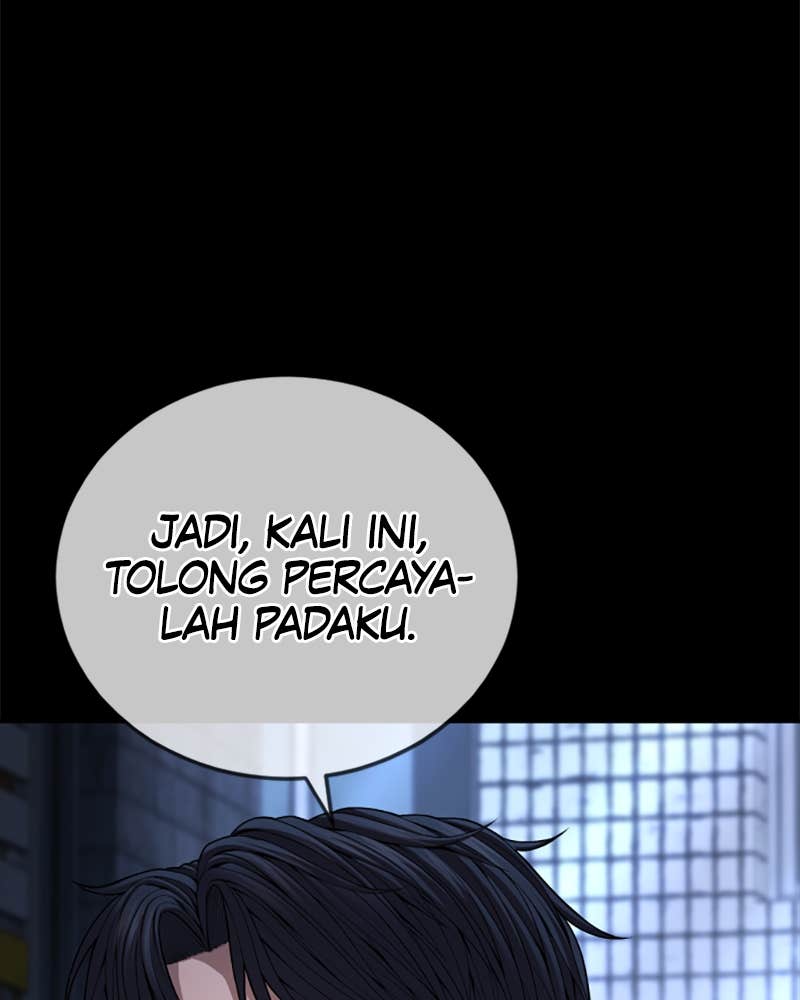 JADI, KALI INI,
TOLONG PERCAYA-
LAH PADAKU.